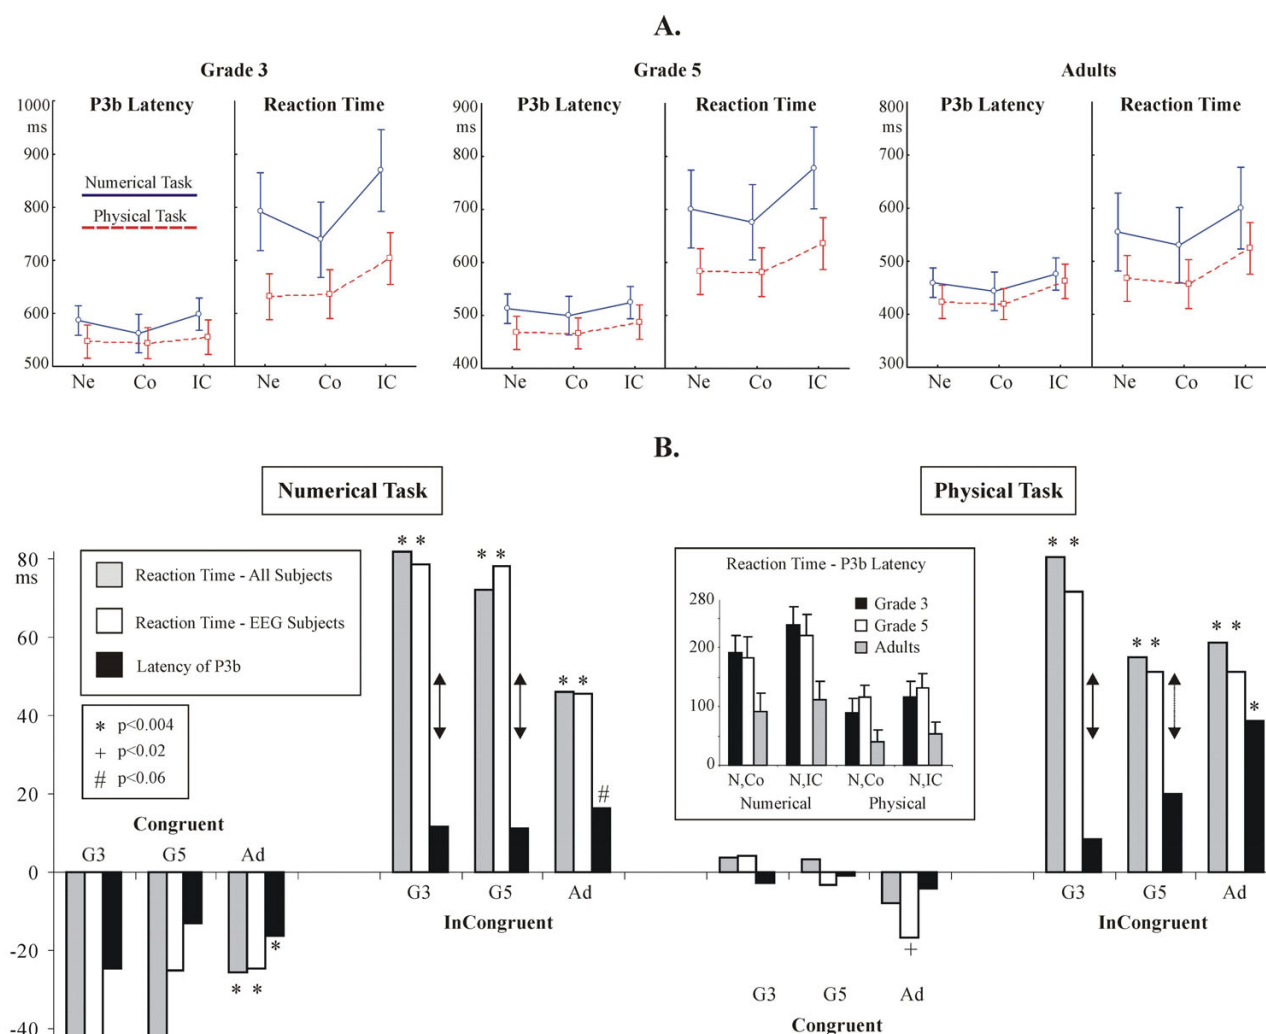 A.
Grade 3
Grade 5
Adults
1000
ms
900
800
700
600
500
P3b Latency
Reaction Time
Numerical Task
Physical Task
Ne Co IC Ne Co IC
900
ms
800
700
600
500
400
P3b Latency
Reaction Time
Ne Co IC Ne Co IC
800
ms
700
600
500
400
300
P3b Latency
Reaction Time
Ne Co IC Ne Co IC
B.
Numerical Task
Physical Task
80
ms
60
40
20
0
-20
-40
Reaction Time - All Subjects
Reaction Time - EEG Subjects
Latency of P3b
* p<0.004
+ p<0.02
# p<0.06
Congruent
G3 G5 Ad
* *
*
* *
* *
* *
#
G3 G5 Ad
InCongruent
Reaction Time - P3b Latency
280
200
100
0
Grade 3
Grade 5
Adults
N,Co N,IC N,Co N,IC
Numerical Physical
+
G3 G5 Ad
Congruent
* *
* *
* *
*
G3 G5 Ad
InCongruent